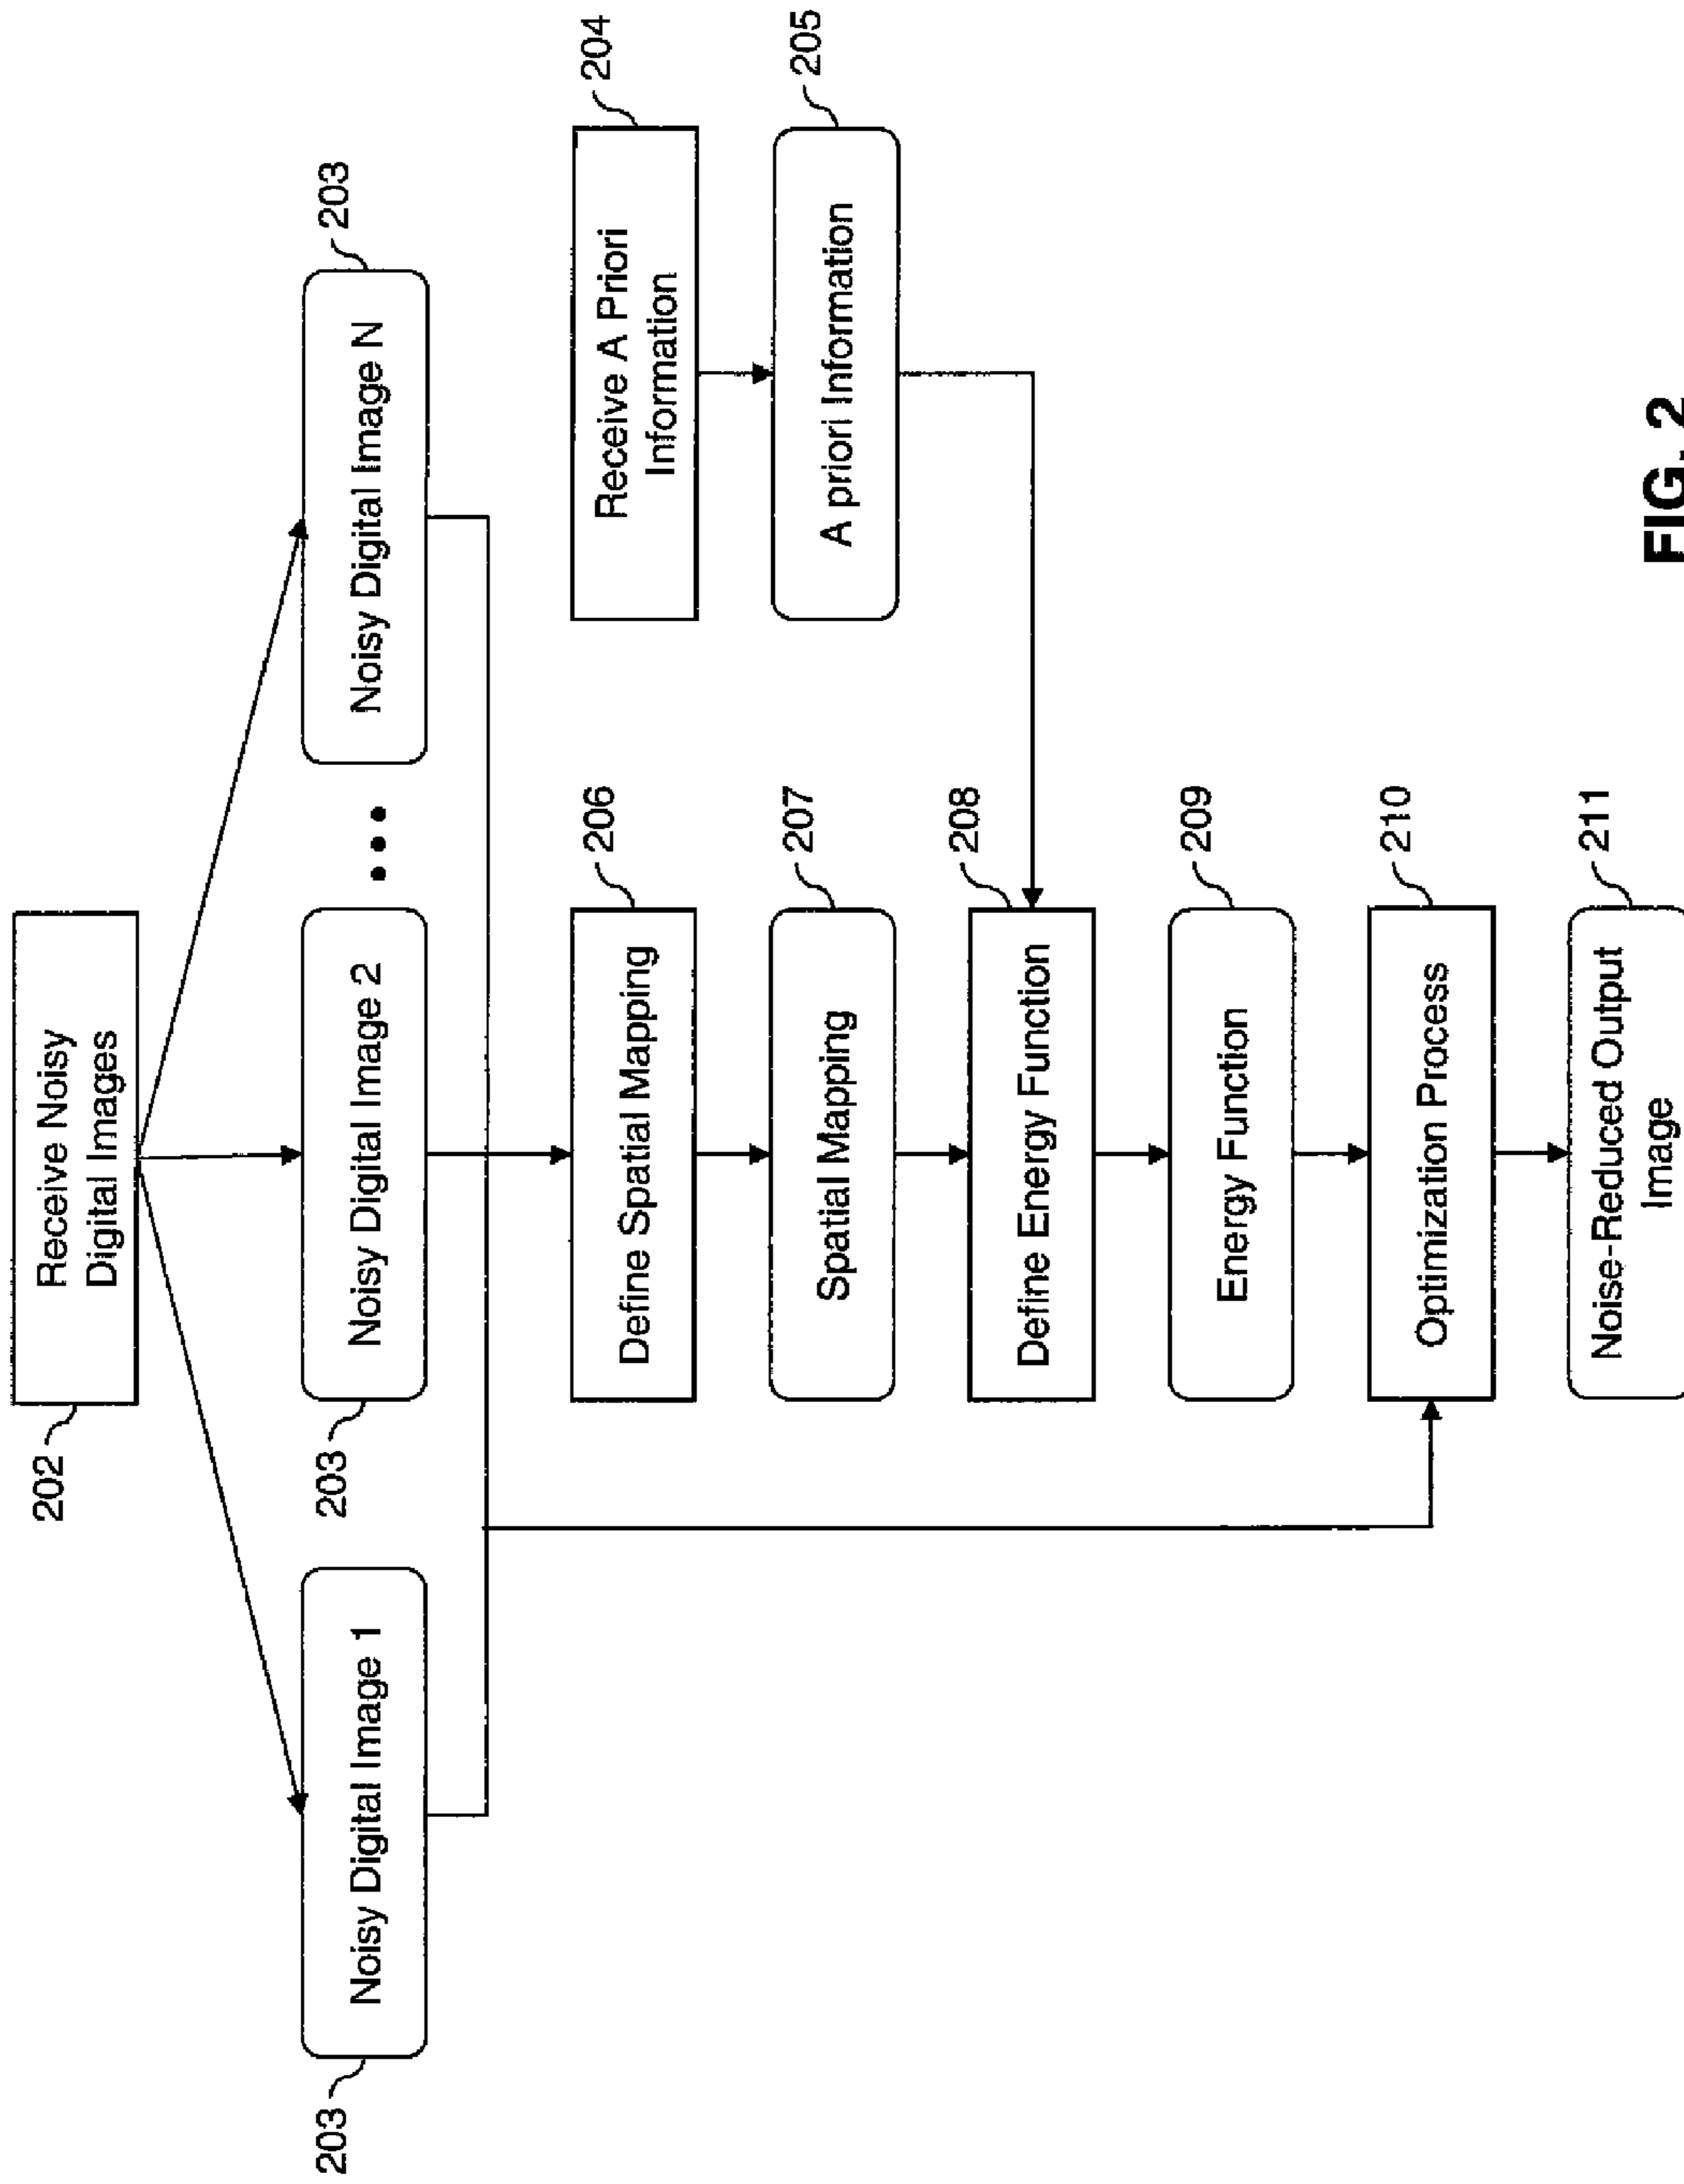 Receive Noisy
Digital Images
202
Noisy Digital Image 1
203
Noisy Digital Image 2
203
•••
Noisy Digital Image N
203
Receive A Priori
Information
204
A priori Information
205
Define Spatial Mapping
206
Spatial Mapping
207
Define Energy Function
208
Energy Function
209
Optimization Process
210
Noise-Reduced Output
Image
211
FIG. 2